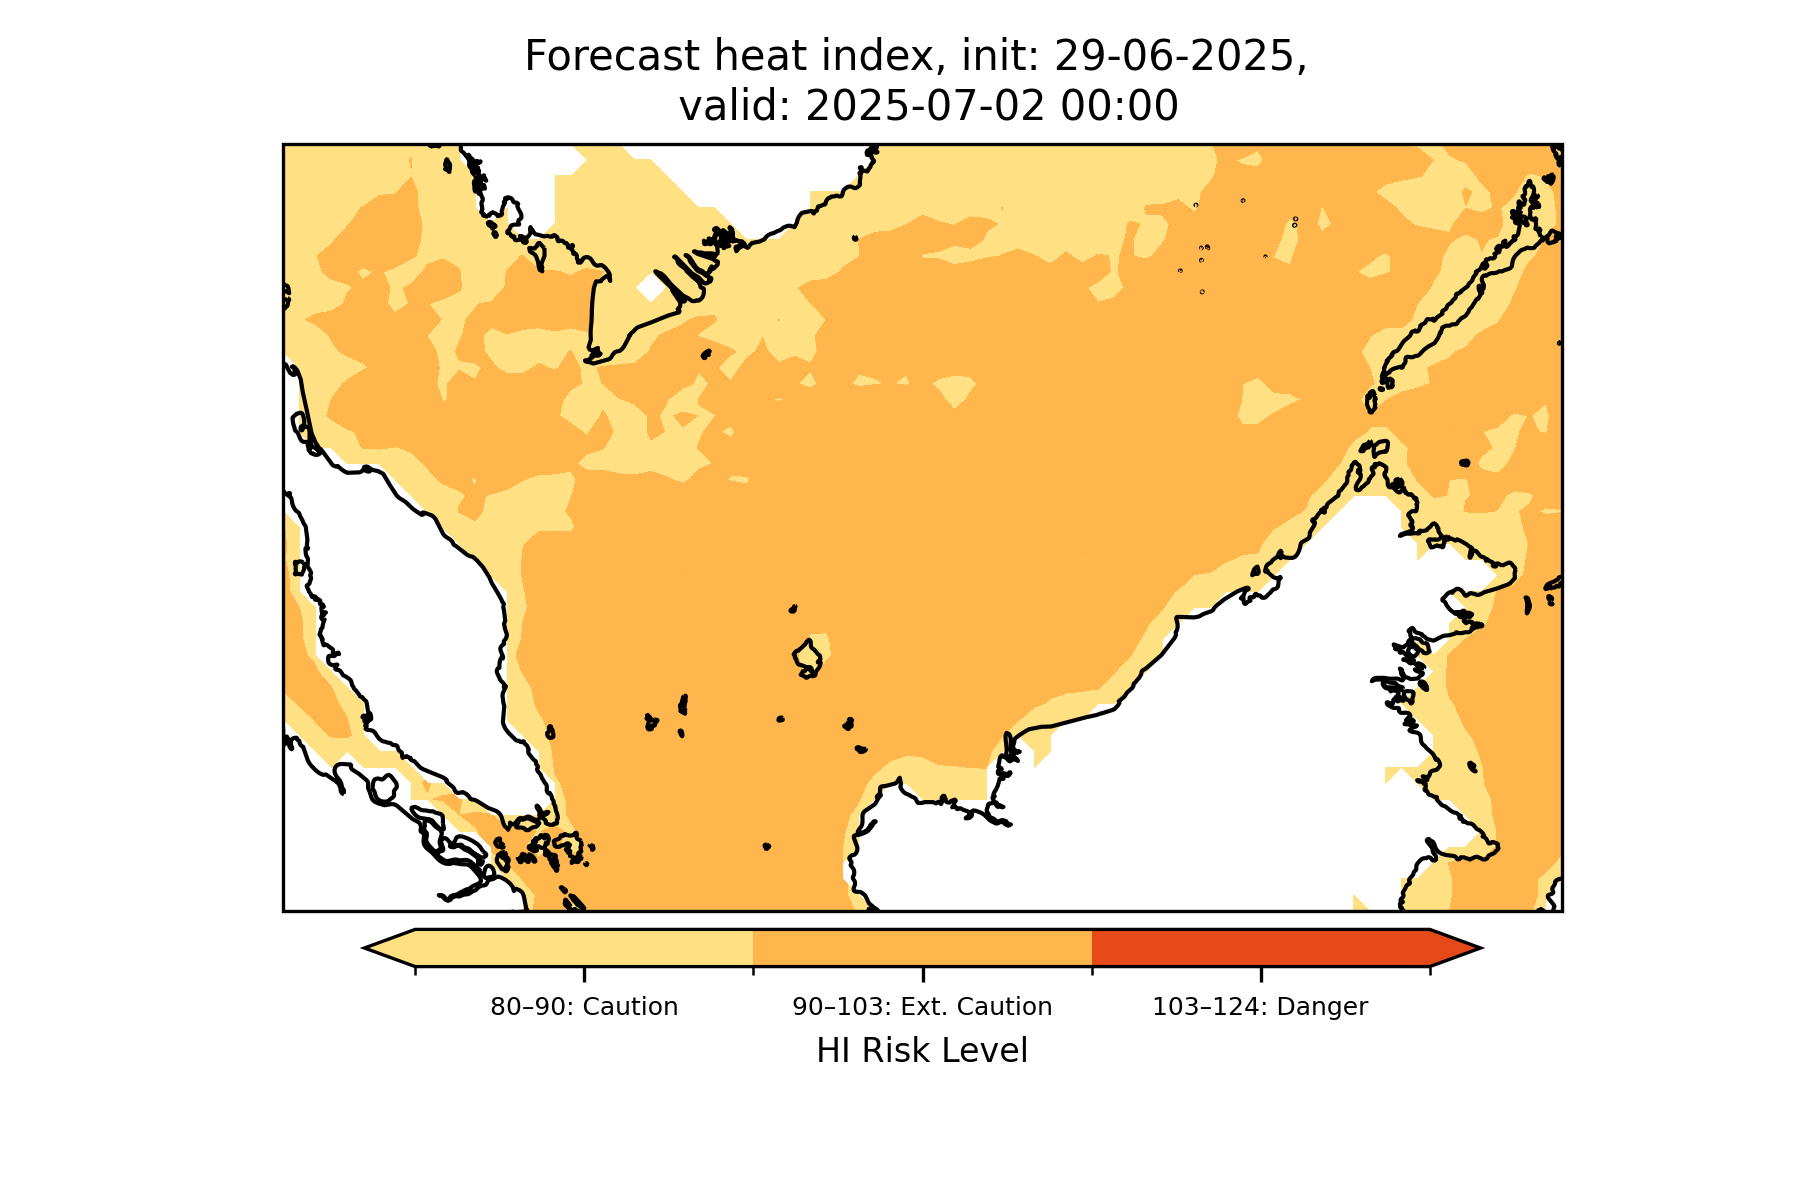 Forecast heat index, init: 29-06-2025,
valid: 2025-07-02 00:00
80–90: Caution
90–103: Ext. Caution
103–124: Danger
HI Risk Level